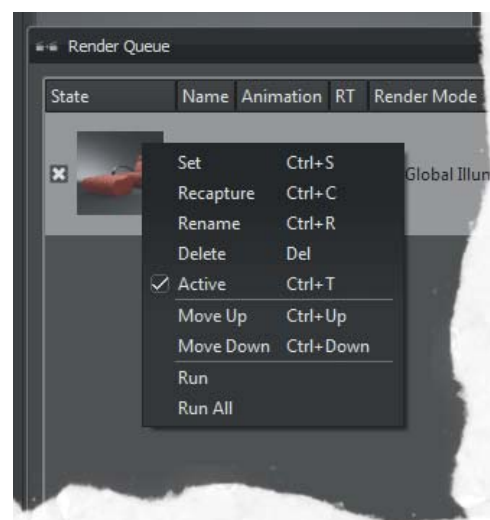 Render Queue
State Name Animation RT Render Mode
Global Illun
Set Ctrl+S
Recapture Ctrl+C
Rename Ctrl+R
Delete Del
Active Ctrl+T
Move Up Ctrl+Up
Move Down Ctrl+Down
Run
Run All